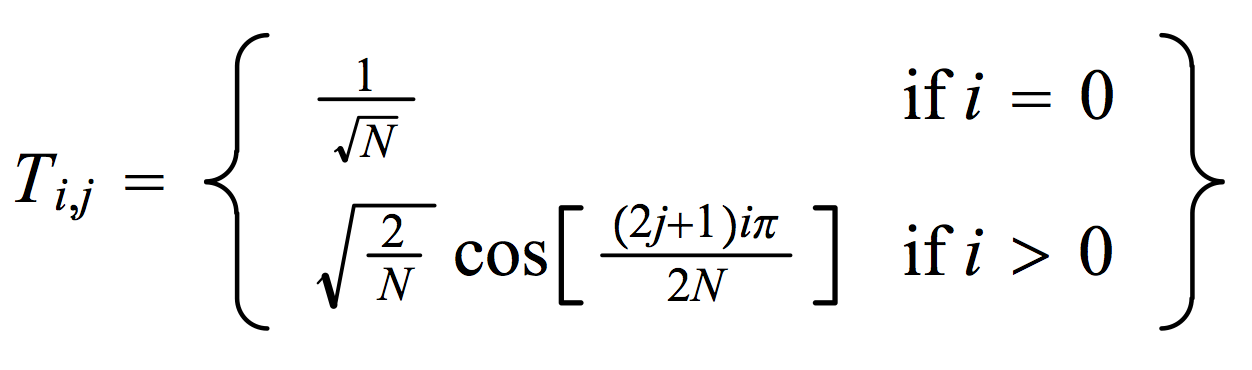 T_{i,j} = { 1/√N if i = 0
√(2/N) cos[ (2j+1)iπ / 2N ] if i > 0 }